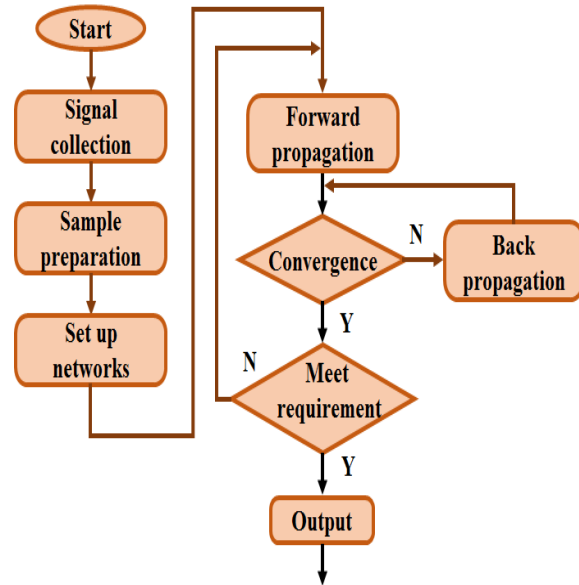 Start
Signal
collection
Sample
preparation
Set up
networks
Forward
propagation
Convergence
N
Back
propagation
Y
N
Meet
requirement
Y
Output